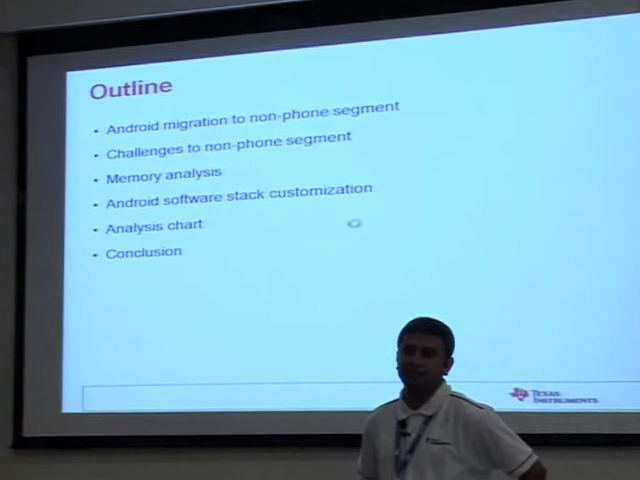 Outline
• Android migration to non-phone segment
• Challenges to non-phone segment
• Memory analysis
• Android software stack customization
• Analysis chart
• Conclusion
TEXAS
INSTRUMENTS